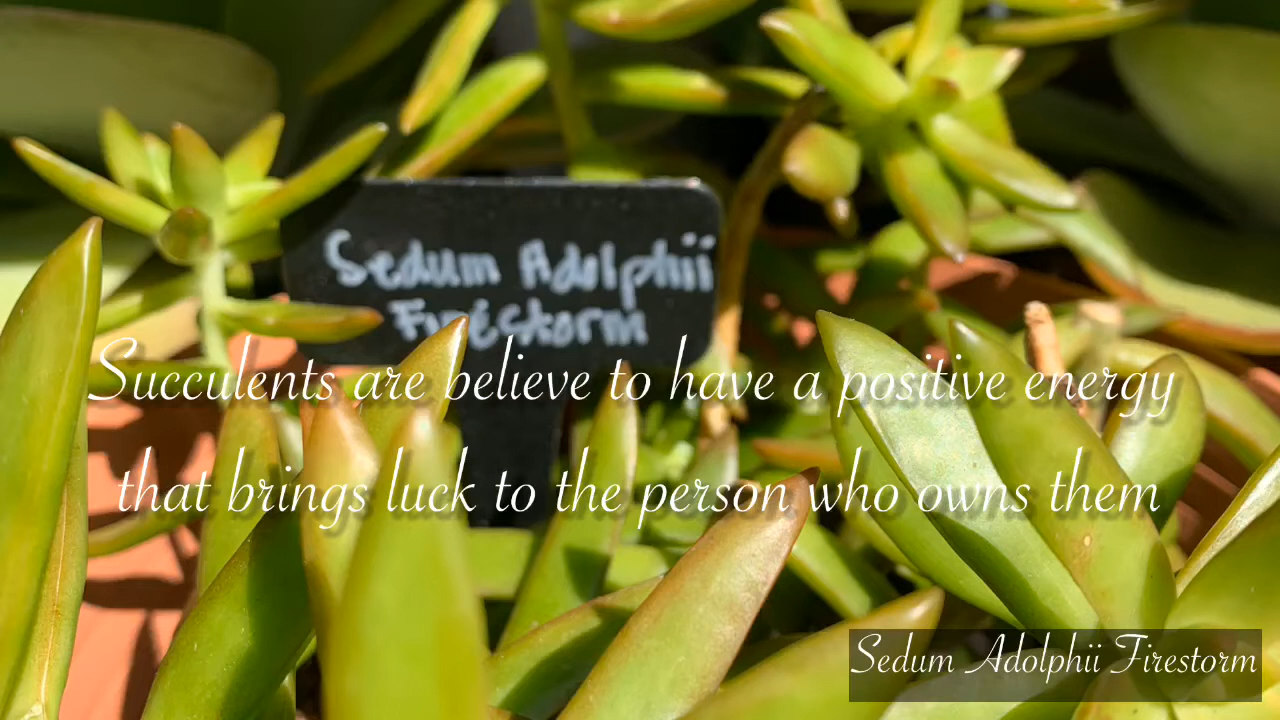 Sedum Adolphii
Firestorm
Succulents are believe to have a positive energy
that brings luck to the person who owns them
Sedum Adolphii Firestorm